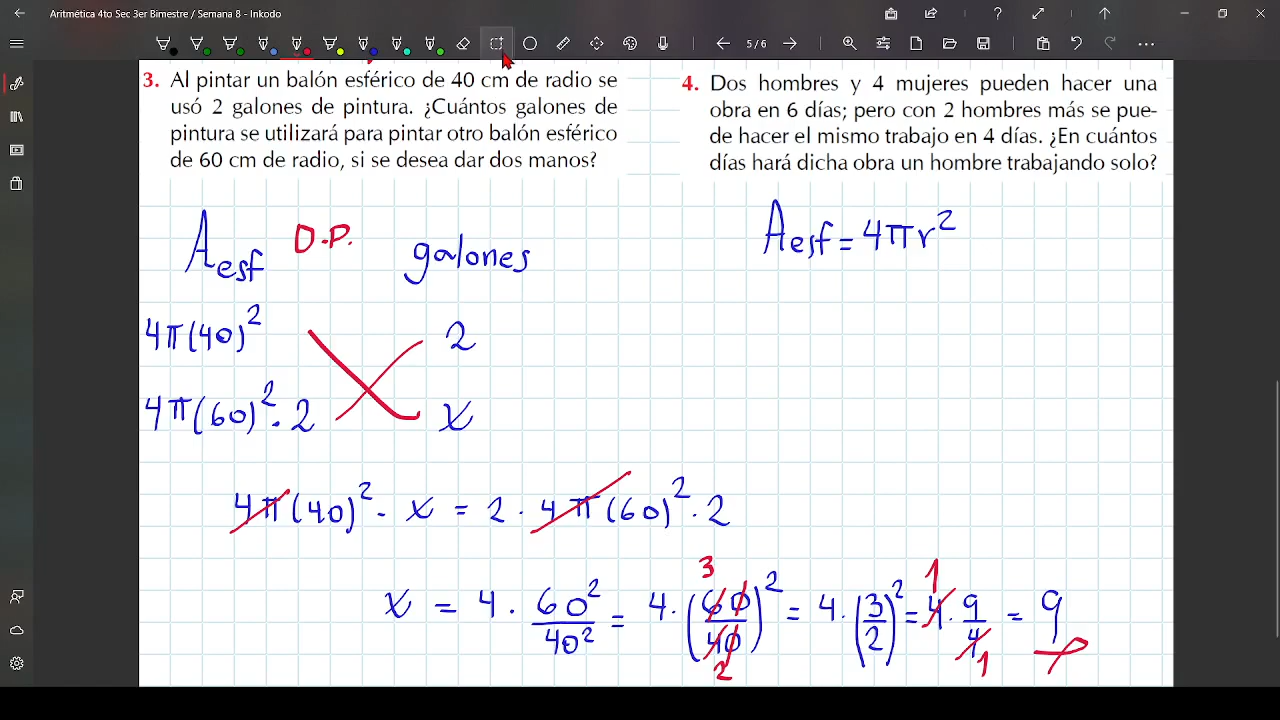 Aritmética 4to Sec 3er Bimestre / Semana 8 - Inkodo
5/6
3. Al pintar un balón esférico de 40 cm de radio se
usó 2 galones de pintura. ¿Cuántos galones de
pintura se utilizará para pintar otro balón esférico
de 60 cm de radio, si se desea dar dos manos?
4. Dos hombres y 4 mujeres pueden hacer una
obra en 6 días; pero con 2 hombres más se pue-
de hacer el mismo trabajo en 4 días. ¿En cuántos
días hará dicha obra un hombre trabajando solo?
A_esf D.P. galones
A_esf = 4πr²
4π(40)² 2
4π(60)² · 2 x
4π(40)² · x = 2 · 4π(60)² · 2
x = 4 · 60²/40² = 4 · (60/40)² = 4 · (3/2)² = 4 · 9/4 = 9
3 1
2 1